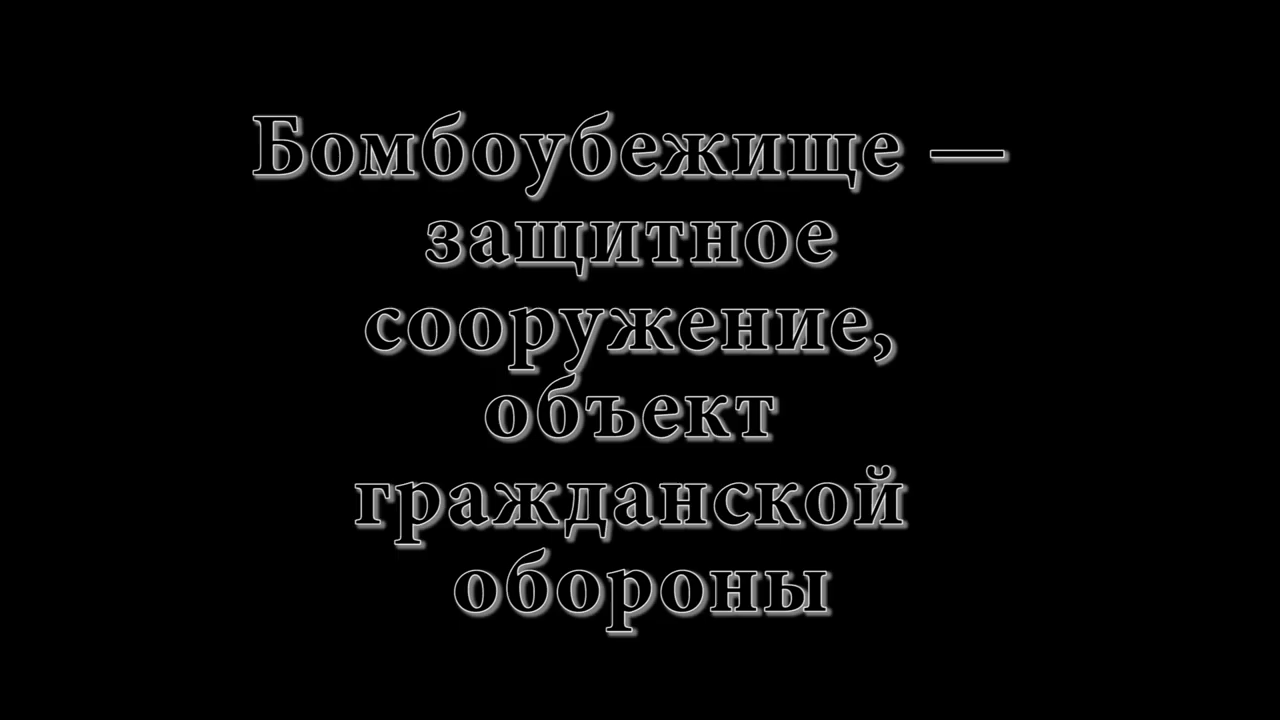 Бомбоубежище —
защитное
сооружение,
объект
гражданской
обороны